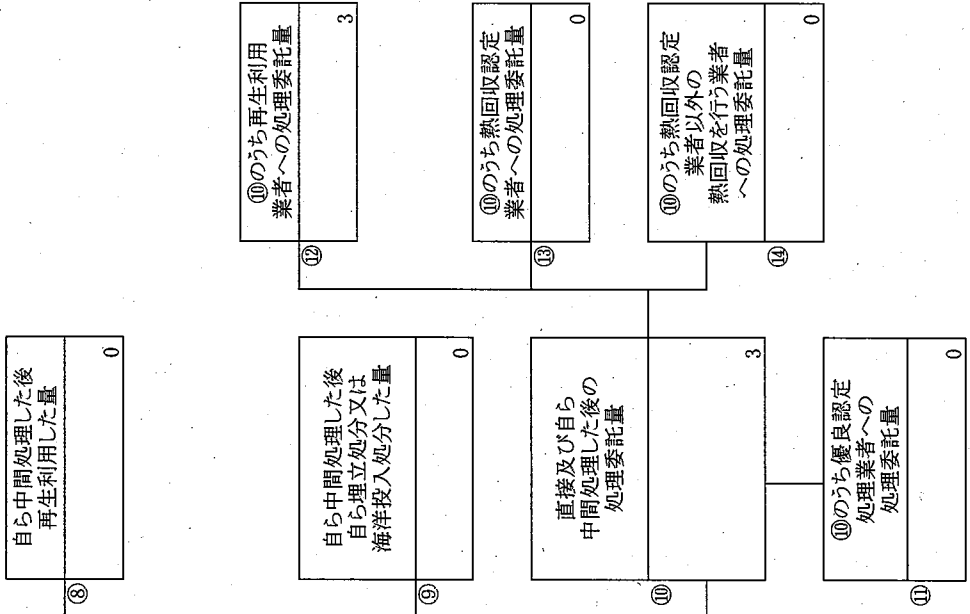 ⑧
自ら中間処理した後
再生利用した量
0
⑨
自ら中間処理した後
自ら埋立処分又は
海洋投入処分した量
0
⑩
直接及び自ら
中間処理した後の
処理委託量
3
⑪
⑩のうち優良認定
処理業者への
処理委託量
0
⑫
⑩のうち再生利用
業者への処理委託量
3
⑬
⑩のうち熱回収認定
業者への処理委託量
0
⑭
⑩のうち熱回収認定
業者以外の
熱回収を行う業者
への処理委託量
0